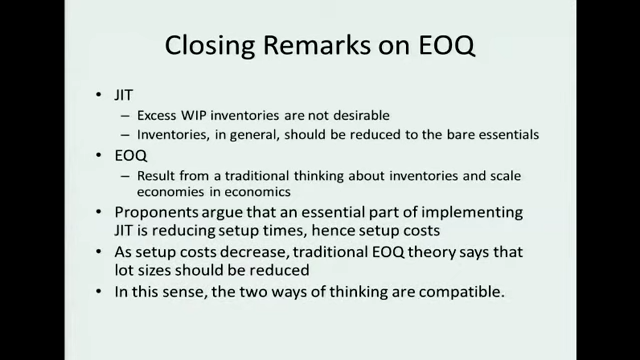 Closing Remarks on EOQ
• JIT
– Excess WIP inventories are not desirable
– Inventories, in general, should be reduced to the bare essentials
• EOQ
– Result from a traditional thinking about inventories and scale
economies in economics
• Proponents argue that an essential part of implementing
JIT is reducing setup times, hence setup costs
• As setup costs decrease, traditional EOQ theory says that
lot sizes should be reduced
• In this sense, the two ways of thinking are compatible.